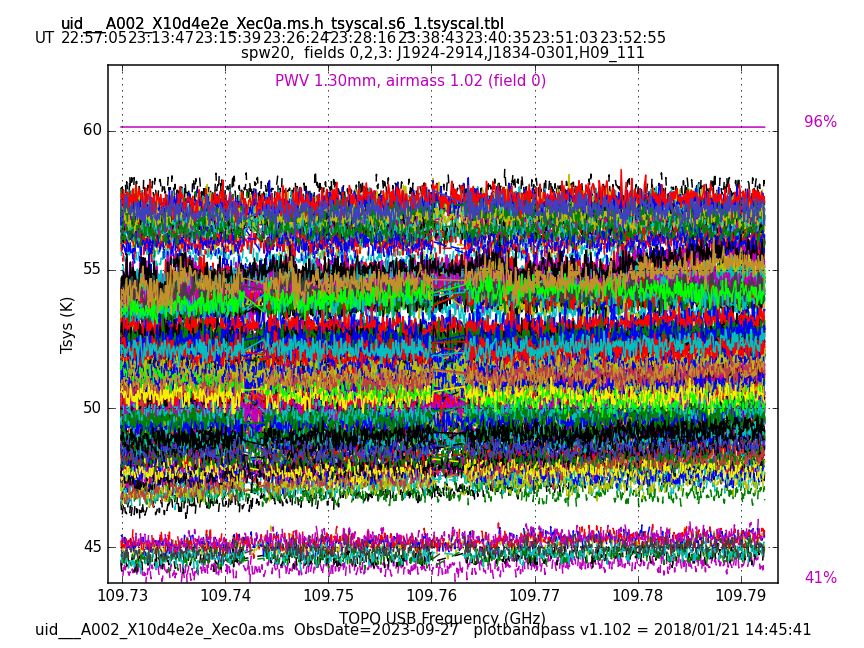 uid___A002_X10d4e2e_Xec0a.ms.h_tsyscal.s6_1.tsyscal.tbl
UT 22:57:05 23:13:47 23:15:39 23:26:24 23:28:16 23:38:43 23:40:35 23:51:03 23:52:55
spw20, fields 0,2,3: J1924-2914,J1834-0301,H09_111
PWV 1.30mm, airmass 1.02 (field 0)
96%
60
55
50
45
Tsys (K)
41%
109.73 109.74 109.75 109.76 109.77 109.78 109.79
TOPO USB Frequency (GHz)
uid___A002_X10d4e2e_Xec0a.ms ObsDate=2023-09-27 plotbandpass v1.102 = 2018/01/21 14:45:41